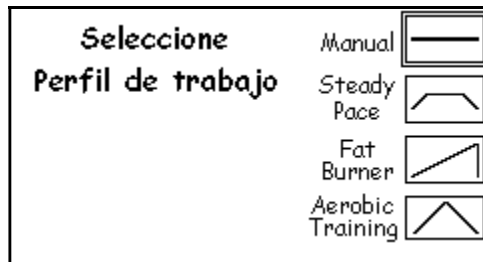 Seleccione
Perfil de trabajo
Manual
Steady
Pace
Fat
Burner
Aerobic
Training